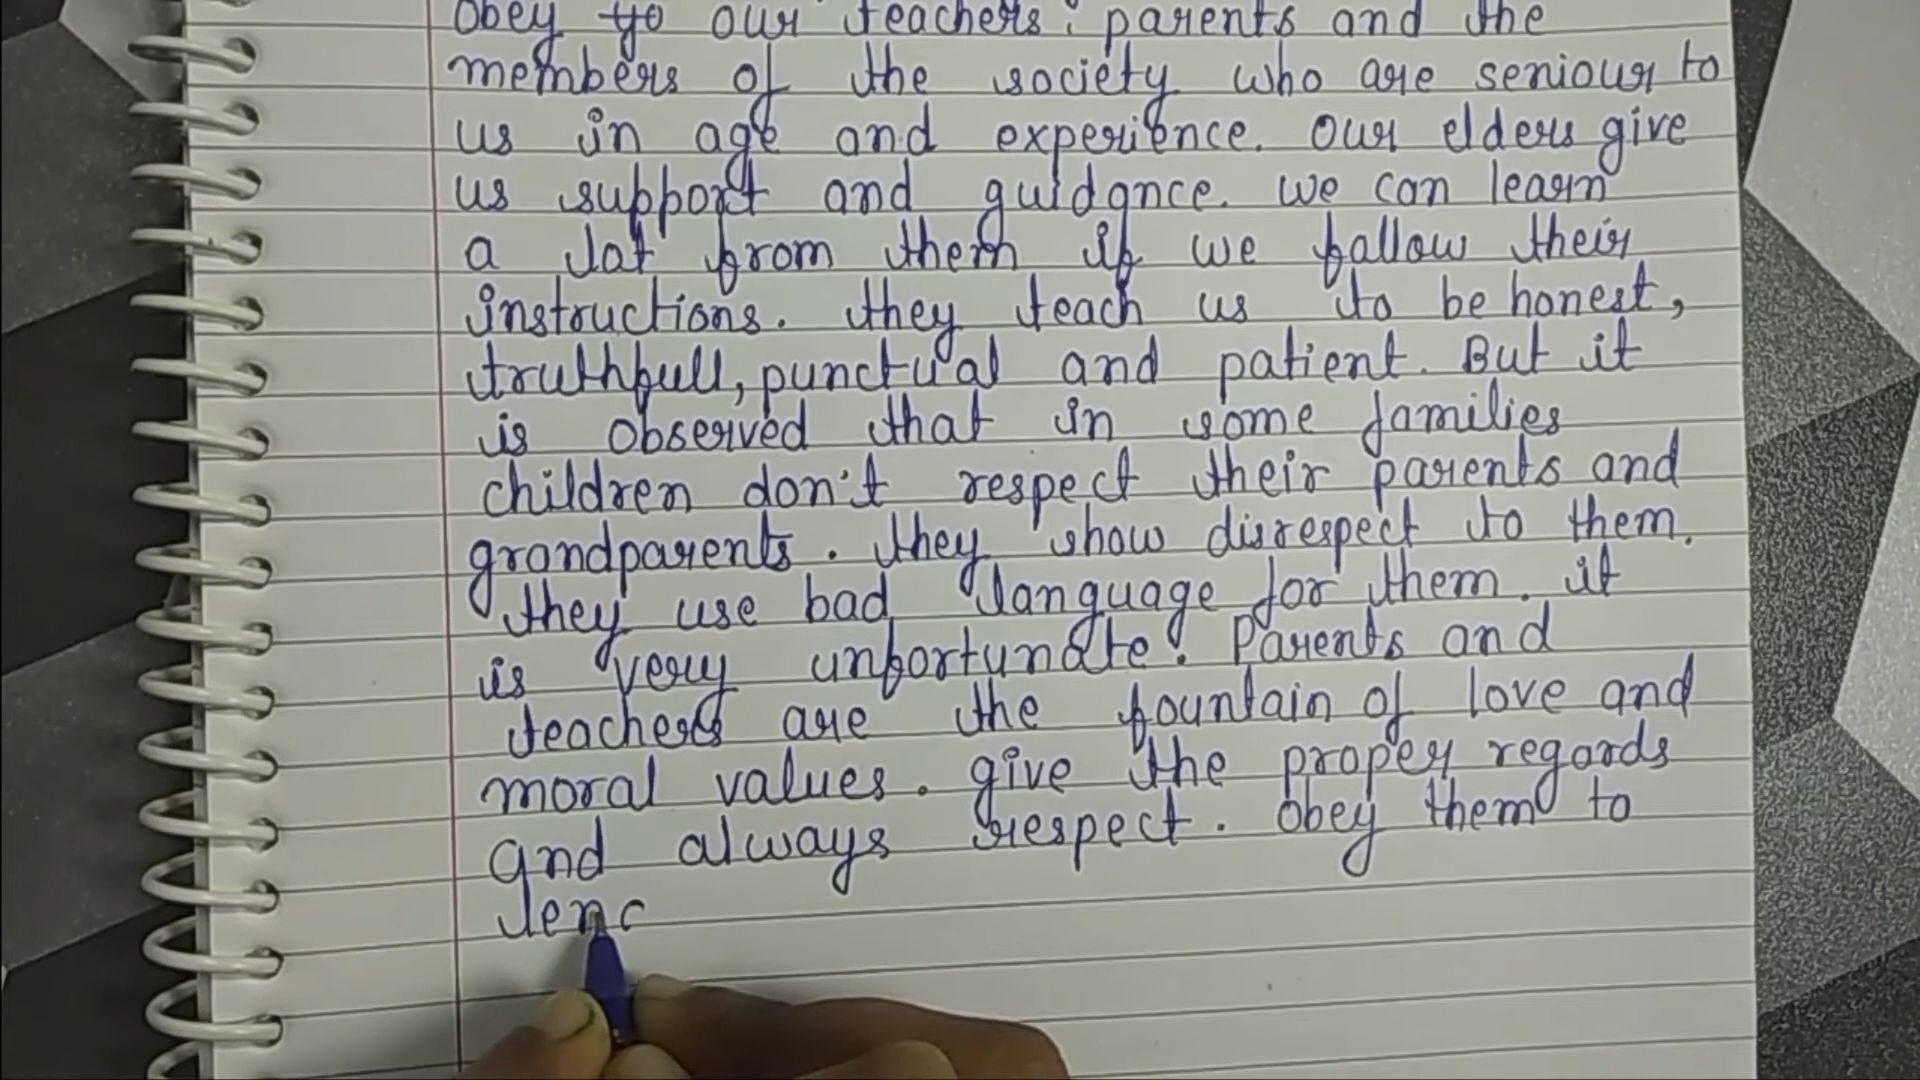 obey yo our teachers. parents and the
members of the society who are seniour to
us in age and experience. our elders give
us support and guidance. we can learn
a lot from them if we fallow their
instructions. they teach us to be honest,
truthfull, punctual and patient. But it
is observed that in some families
children don't respect their parents and
grandparents. they show disrespect to them.
they use bad language for them. it
is very unfortunate. Parents and
teachers are the fountain of love and
moral values. give the proper regards
and always respect. obey them to